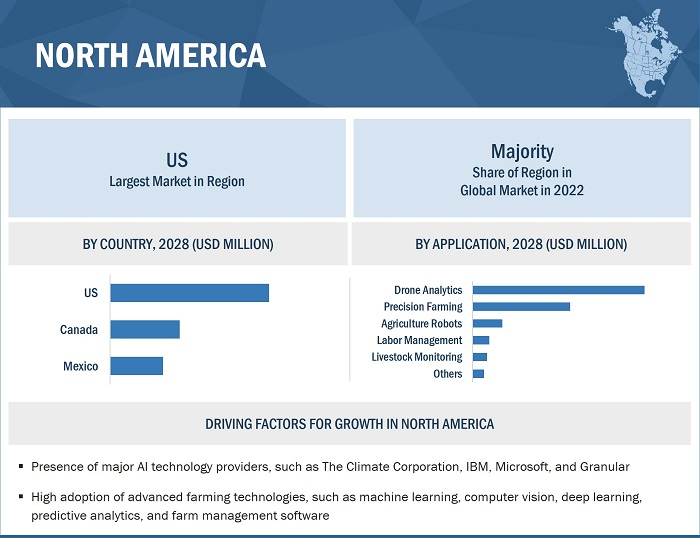 NORTH AMERICA
US
Largest Market in Region
Majority
Share of Region in
Global Market in 2022
BY COUNTRY, 2028 (USD MILLION)
BY APPLICATION, 2028 (USD MILLION)
US
Canada
Mexico
Drone Analytics
Precision Farming
Agriculture Robots
Labor Management
Livestock Monitoring
Others
DRIVING FACTORS FOR GROWTH IN NORTH AMERICA
▪ Presence of major AI technology providers, such as The Climate Corporation, IBM, Microsoft, and Granular
▪ High adoption of advanced farming technologies, such as machine learning, computer vision, deep learning,
predictive analytics, and farm management software